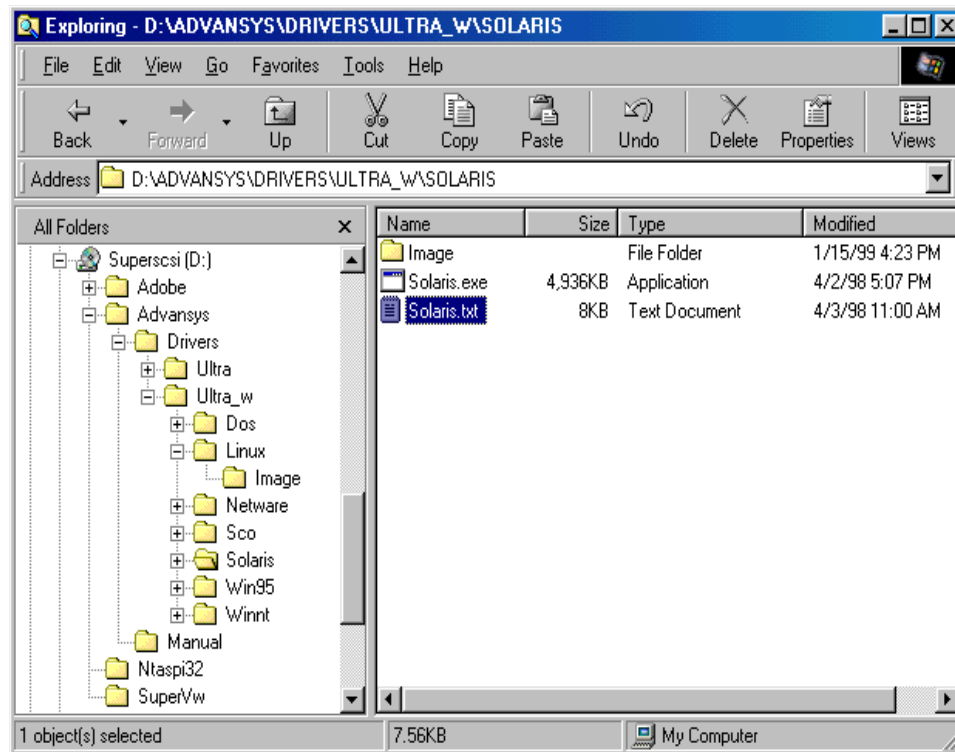 Exploring - D:\ADVANSYS\DRIVERS\ULTRA_W\SOLARIS
File Edit View Go Favorites Tools Help
Back Forward Up Cut Copy Paste Undo Delete Properties Views
Address D:\ADVANSYS\DRIVERS\ULTRA_W\SOLARIS
All Folders
Superscsi (D:)
Adobe
Advansys
Drivers
Ultra
Ultra_w
Dos
Linux
Image
Netware
Sco
Solaris
Win95
Winnt
Manual
Ntaspi32
SuperVw
Name Size Type Modified
Image File Folder 1/15/99 4:23 PM
Solaris.exe 4,936KB Application 4/2/98 5:07 PM
Solaris.txt 8KB Text Document 4/3/98 11:00 AM
1 object(s) selected 7.56KB My Computer